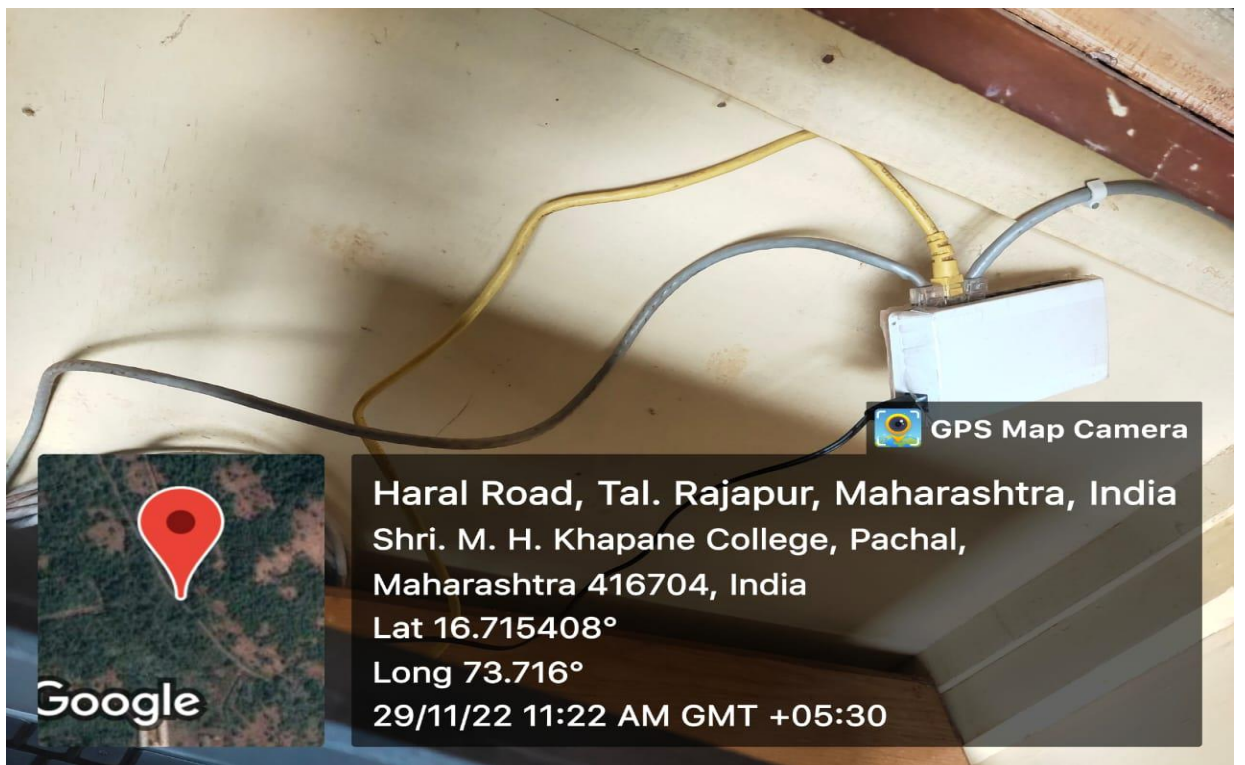 GPS Map Camera
Haral Road, Tal. Rajapur, Maharashtra, India
Shri. M. H. Khapane College, Pachal,
Maharashtra 416704, India
Lat 16.715408°
Long 73.716°
29/11/22 11:22 AM GMT +05:30
Google